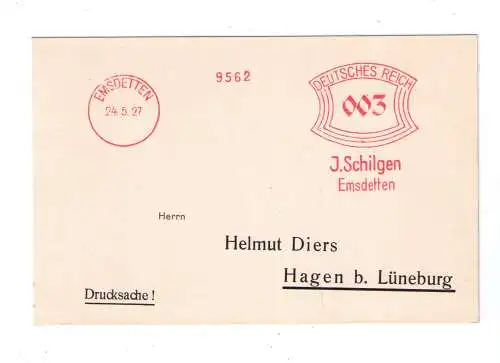 EMSDETTEN
24.5.27
9562
DEUTSCHES REICH
003
J. Schilgen
Emsdetten
Herrn
Helmut Diers
Hagen b. Lüneburg
Drucksache!